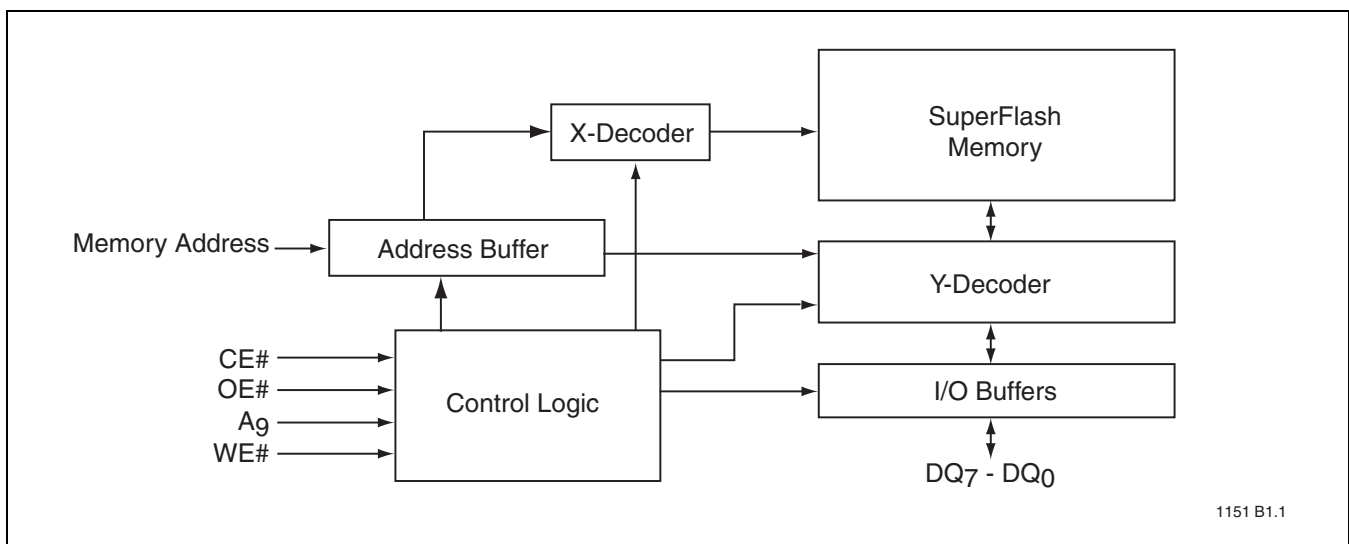 X-Decoder
SuperFlash
Memory
Memory Address
Address Buffer
Y-Decoder
CE#
OE#
A9
WE#
Control Logic
I/O Buffers
DQ7 - DQ0
1151 B1.1